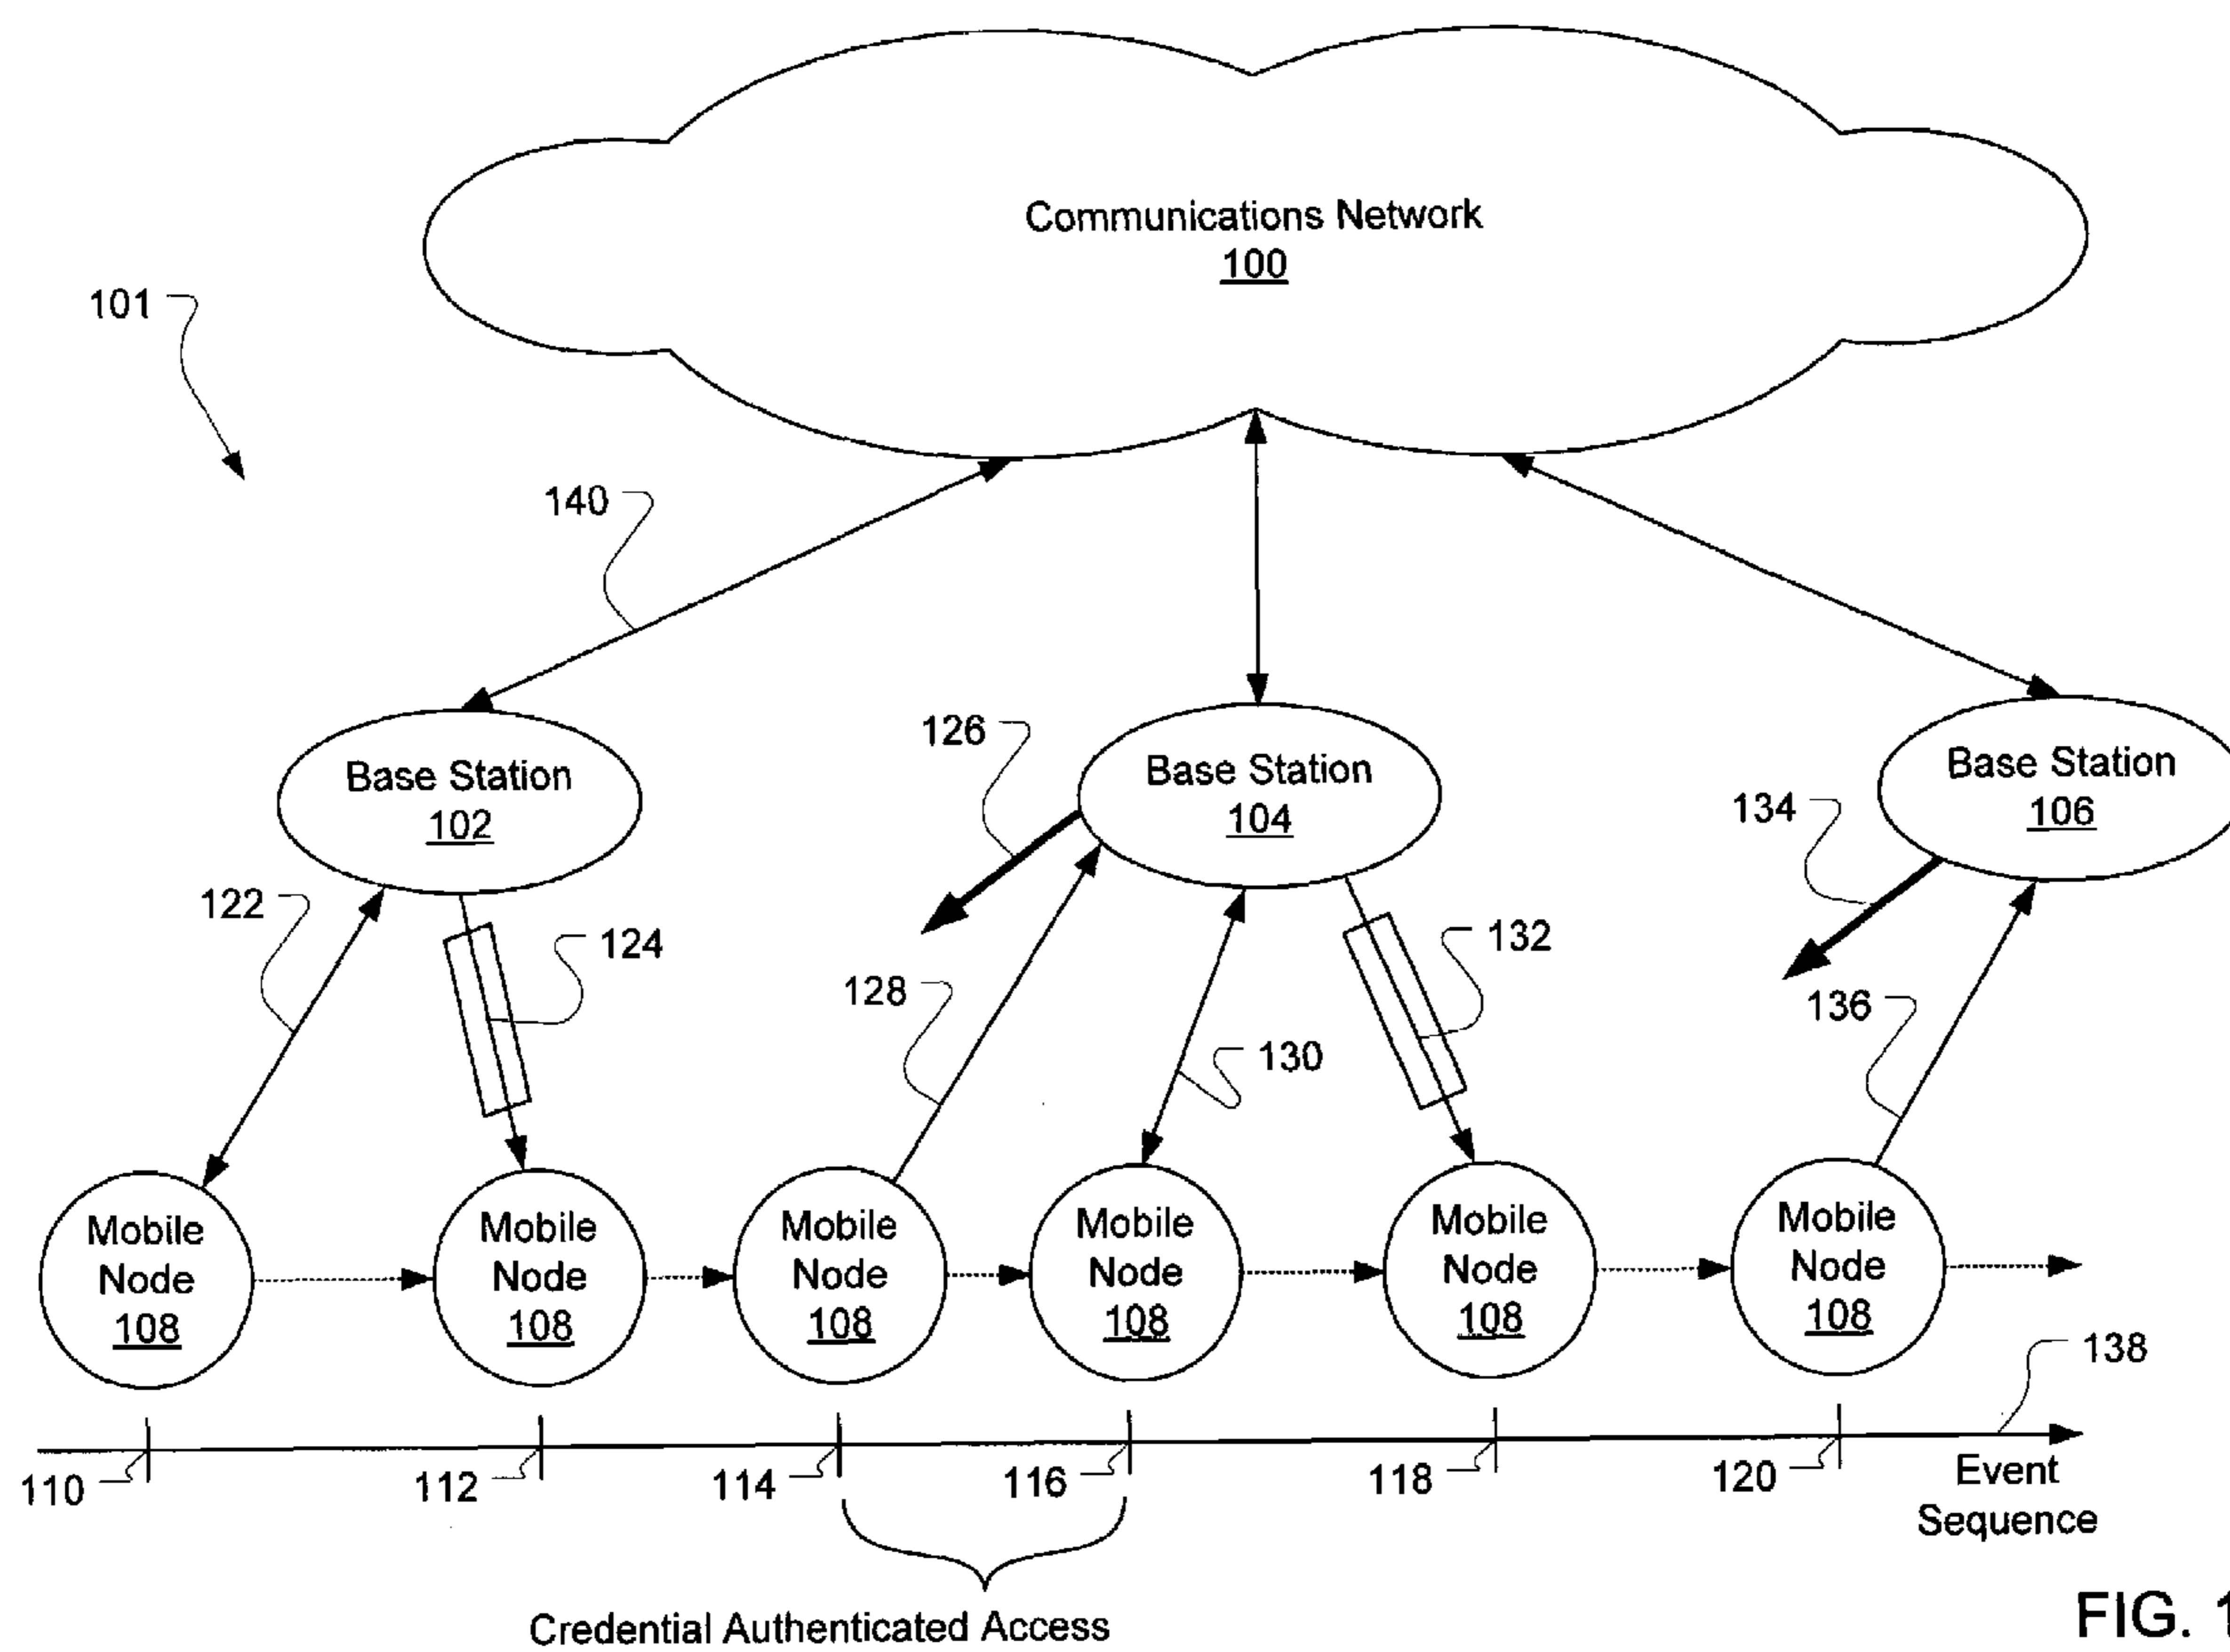 Communications Network
100
101
140
126
Base Station
102
Base Station
104
Base Station
106
134
122
124
128
132
136
130
Mobile
Node
108
Mobile
Node
108
Mobile
Node
108
Mobile
Node
108
Mobile
Node
108
Mobile
Node
108
138
110
112
114
116
118
120
Event
Sequence
Credential Authenticated Access
FIG. 1